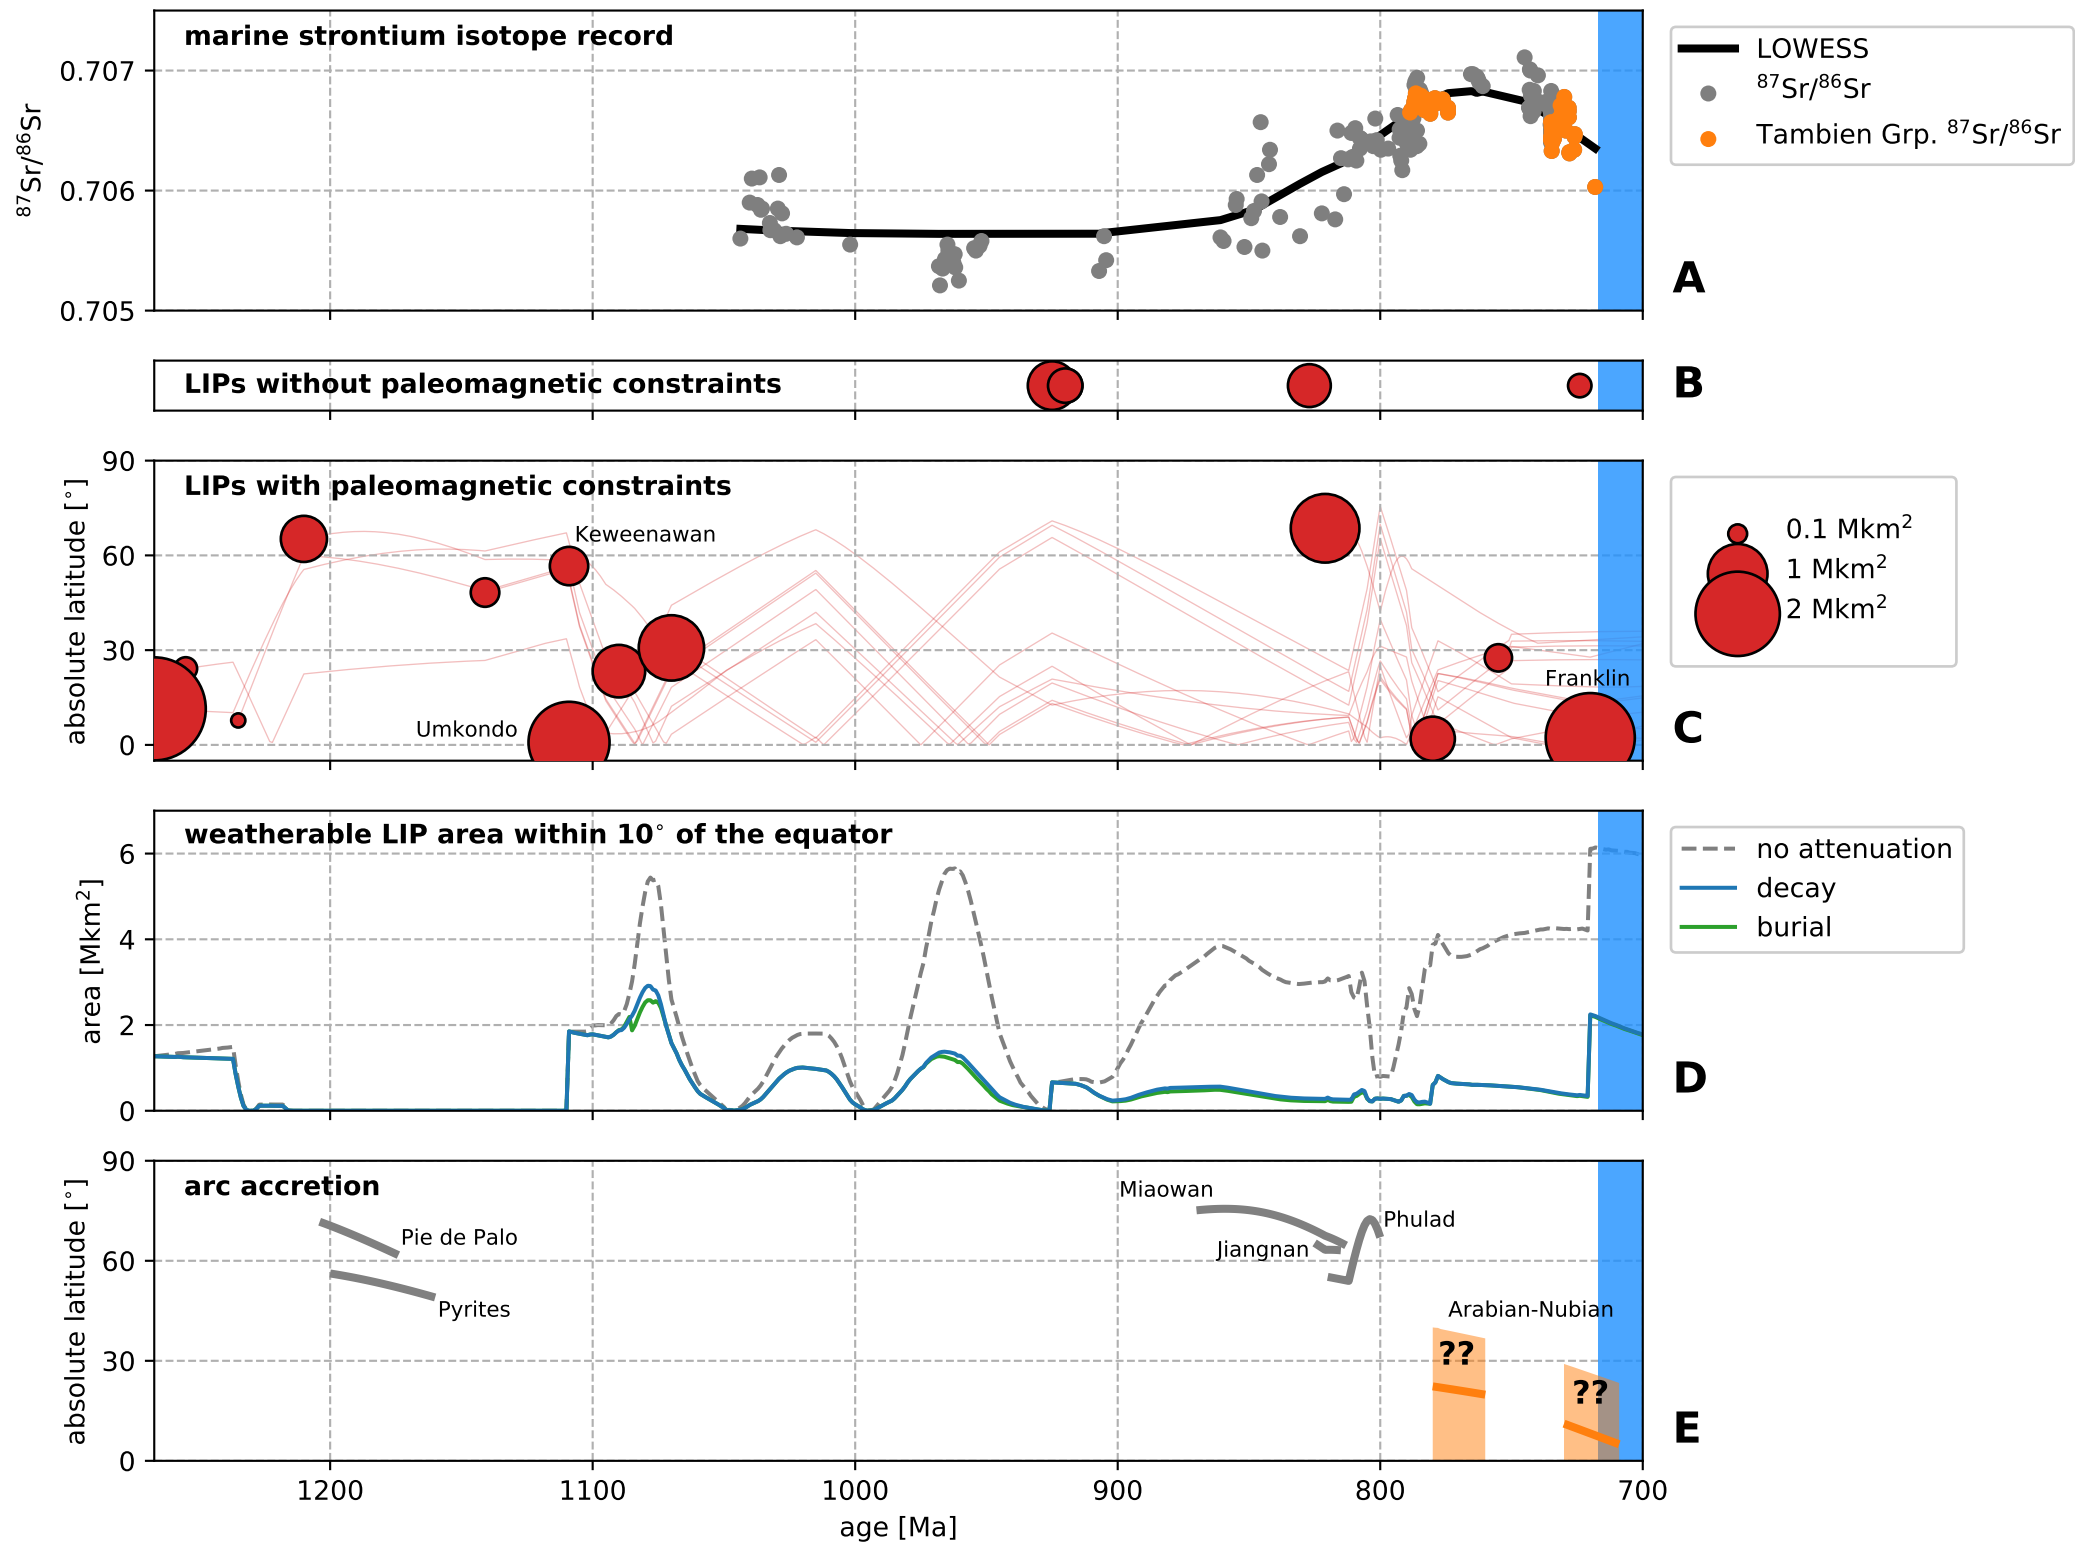 marine strontium isotope record
0.707
0.706
0.705
⁸⁷Sr/⁸⁶Sr
LOWESS
⁸⁷Sr/⁸⁶Sr
Tambien Grp. ⁸⁷Sr/⁸⁶Sr
A
LIPs without paleomagnetic constraints
B
LIPs with paleomagnetic constraints
90
60
30
0
absolute latitude [°]
Keweenawan
Umkondo
Franklin
0.1 Mkm²
1 Mkm²
2 Mkm²
C
weatherable LIP area within 10° of the equator
6
4
2
0
area [Mkm²]
no attenuation
decay
burial
D
arc accretion
90
60
30
0
absolute latitude [°]
Pie de Palo
Pyrites
Miaowan
Jiangnan
Phulad
Arabian-Nubian
??
??
E
1200
1100
1000
900
800
700
age [Ma]